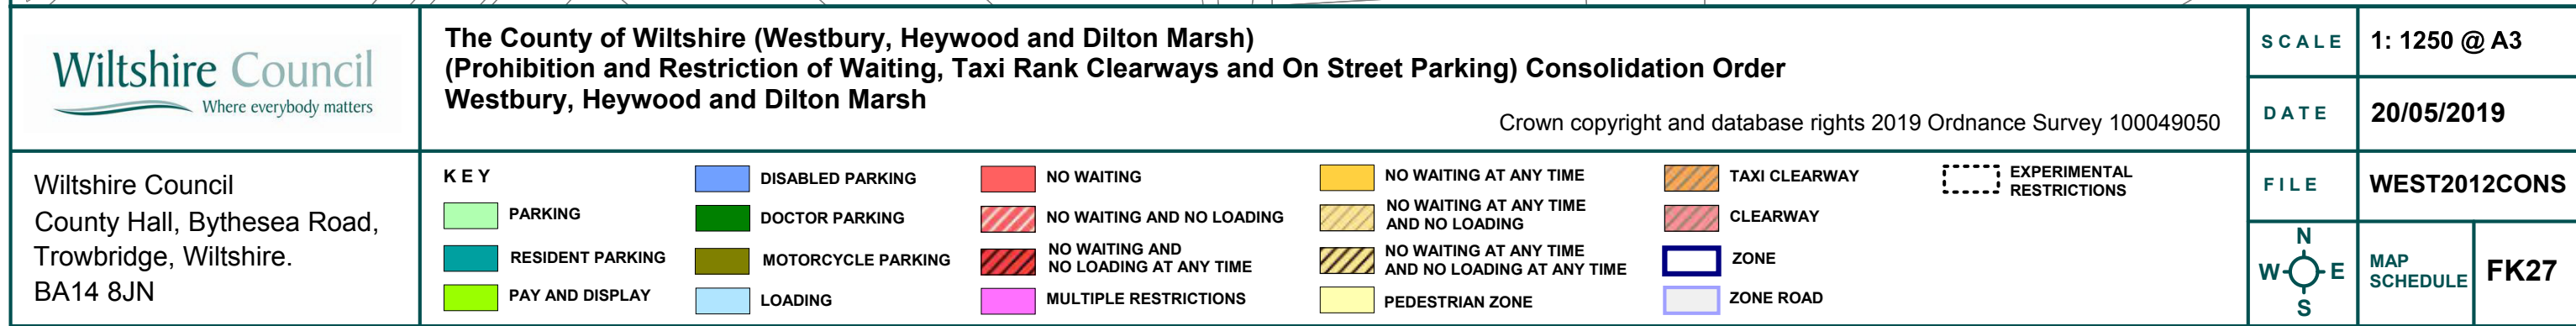 Wiltshire Council
Where everybody matters
The County of Wiltshire (Westbury, Heywood and Dilton Marsh)
(Prohibition and Restriction of Waiting, Taxi Rank Clearways and On Street Parking) Consolidation Order
Westbury, Heywood and Dilton Marsh
Crown copyright and database rights 2019 Ordnance Survey 100049050
SCALE
1: 1250 @ A3
DATE
20/05/2019
FILE
WEST2012CONS
N
W E
S
MAP
SCHEDULE
FK27
Wiltshire Council
County Hall, Bythesea Road,
Trowbridge, Wiltshire.
BA14 8JN
KEY
PARKING
RESIDENT PARKING
PAY AND DISPLAY
DISABLED PARKING
DOCTOR PARKING
MOTORCYCLE PARKING
LOADING
NO WAITING
NO WAITING AND NO LOADING
NO WAITING AND
NO LOADING AT ANY TIME
MULTIPLE RESTRICTIONS
NO WAITING AT ANY TIME
NO WAITING AT ANY TIME
AND NO LOADING
NO WAITING AT ANY TIME
AND NO LOADING AT ANY TIME
PEDESTRIAN ZONE
TAXI CLEARWAY
CLEARWAY
ZONE
ZONE ROAD
EXPERIMENTAL
RESTRICTIONS